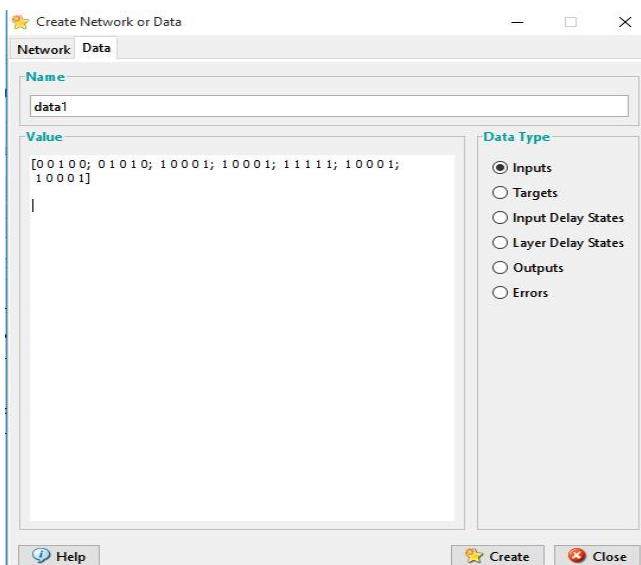 Create Network or Data
Network Data
Name
data1
Value
[0 0 1 0 0; 0 1 0 1 0; 1 0 0 0 1; 1 0 0 0 1; 1 1 1 1 1; 1 0 0 0 1;
1 0 0 0 1]
Data Type
Inputs
Targets
Input Delay States
Layer Delay States
Outputs
Errors
Help
Create
Close